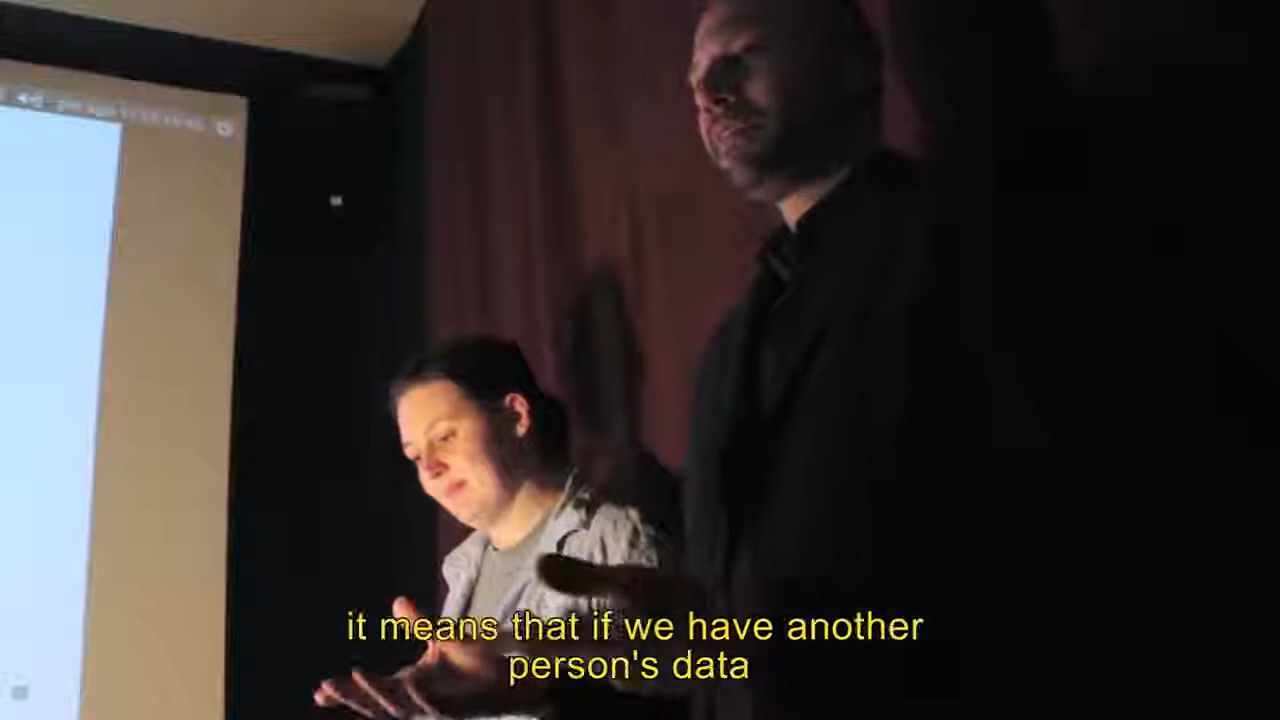 it means that if we have another
person's data